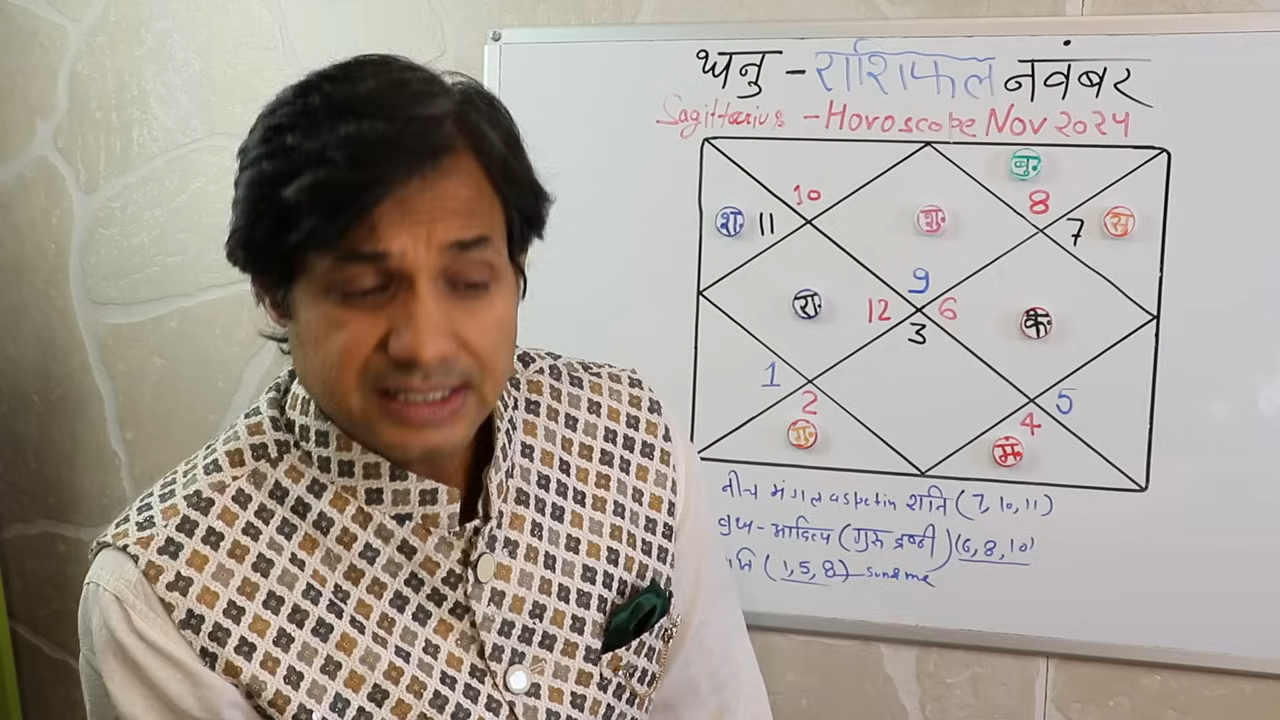 धनु - राशिफल नवंबर
Sagittarius - Horoscope Nov 2024
बु.
10 8
श. 11 शु. 7 स
9
रा. 12 6 के.
3
1 5
2 4
गु. मं.
नीच मंगल aspectin शनि (7, 10, 11)
बुध - आदित्य (गुरु द्रष्ठी) (6, 8, 10)
(1, 5, 8)